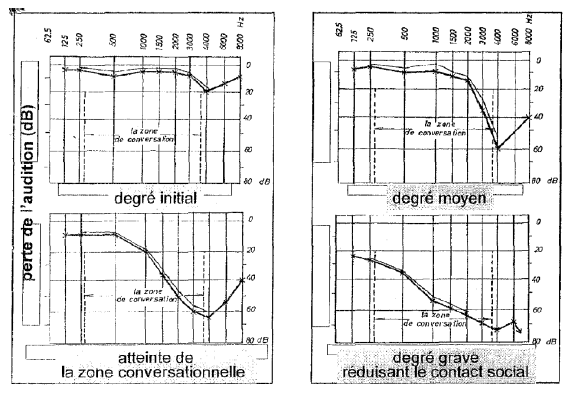 62,5 125 250 500 1000 1500 2000 3000 4000 6000 8000 Hz
0
20
40
60
80 dB
la zone
de conversation
degré initial
62,5 125 250 500 1000 1500 2000 3000 4000 6000 8000 Hz
0
20
40
60
80 dB
la zone
de conversation
degré moyen
perte de l'audition (dB)
0
20
40
60
80 dB
la zone
de conversation
atteinte de
la zone conversationnelle
0
20
40
60
80 dB
la zone
de conversation
degré grave
réduisant le contact social